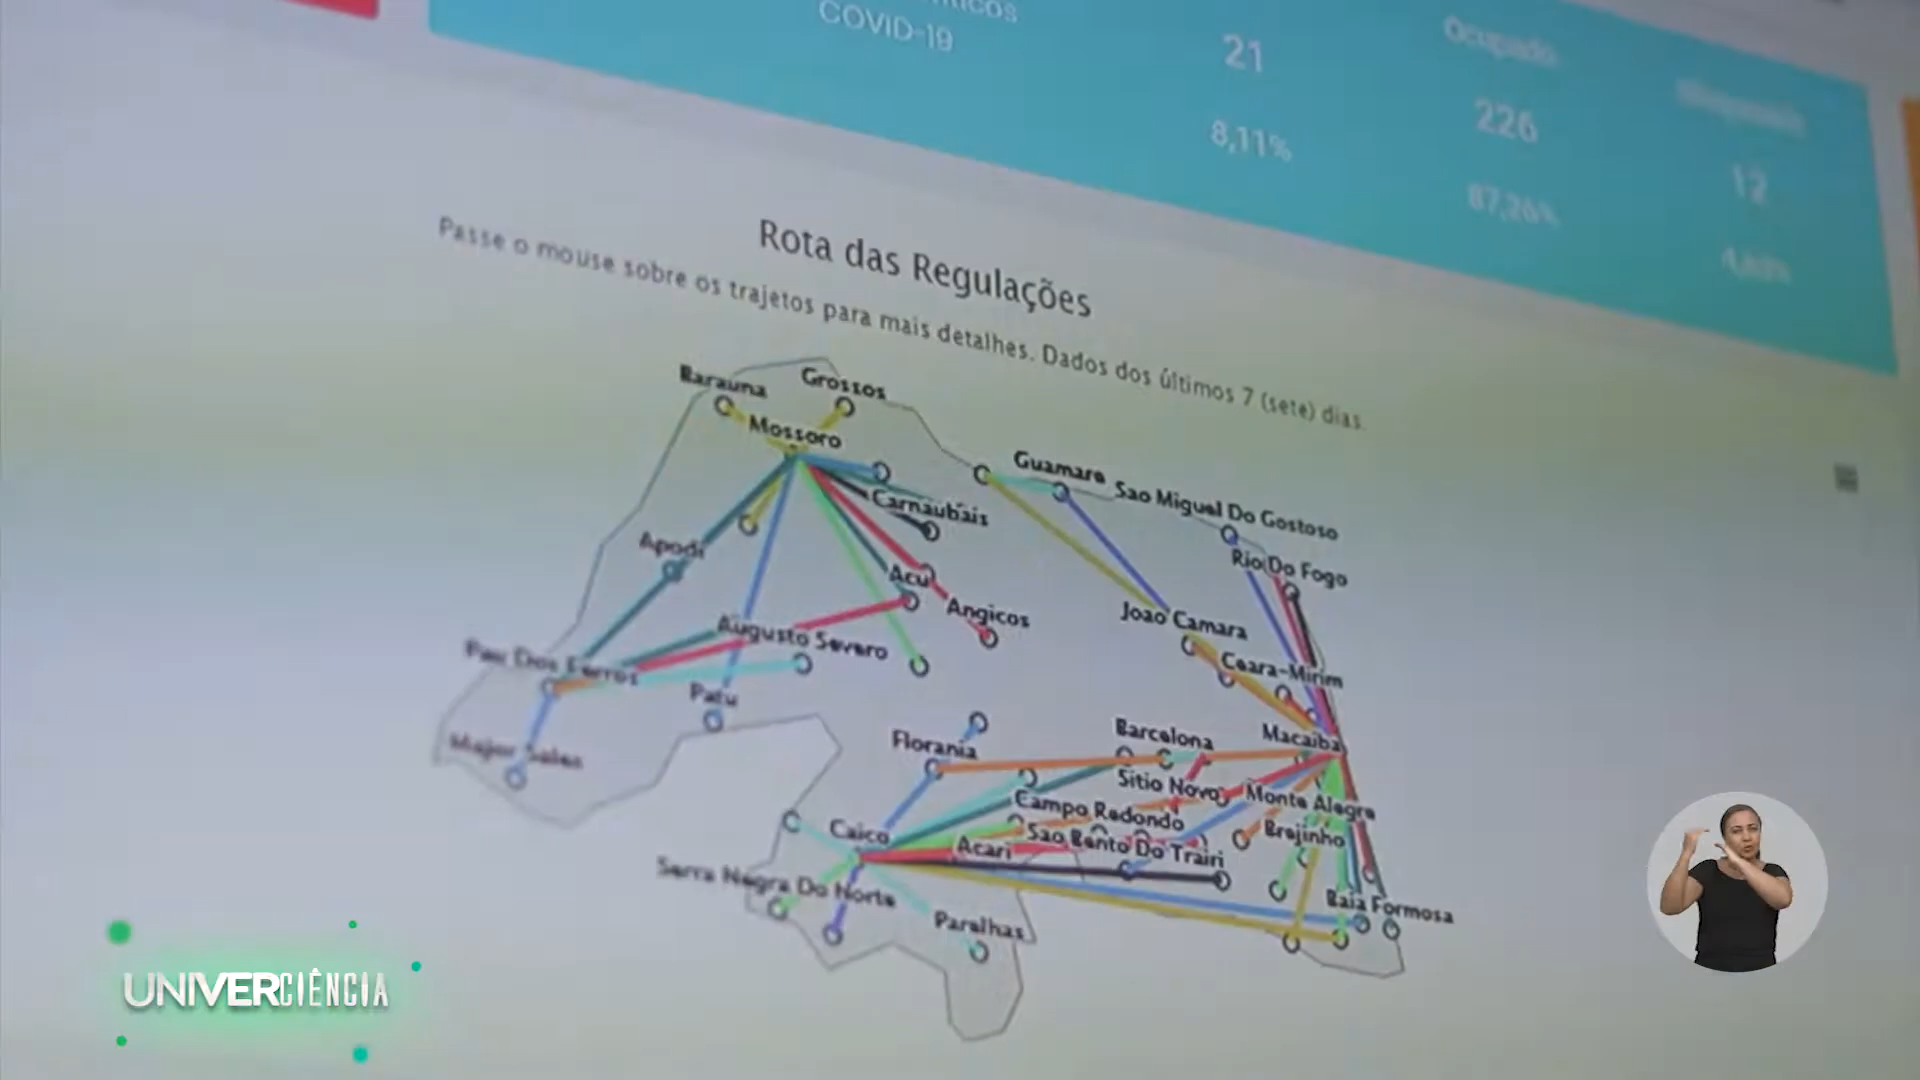 COVID-19
21
Ocupado
226
12
8,11%
87,26%
Rota das Regulações
Passe o mouse sobre os trajetos para mais detalhes. Dados dos últimos 7 (sete) dias.
Barauna
Grossos
Mossoro
Guamare
Sao Miguel Do Gostoso
Carnaubais
Apodi
Rio Do Fogo
Acu
Angicos
Joao Camara
Augusto Severo
Ceara-Mirim
Pau Dos Ferros
Patu
Major Sales
Florania
Barcelona
Macaiba
Sitio Novo
Monte Alegre
Campo Redondo
Caico
Brejinho
Acari
Sao Bento Do Trairi
Serra Negra Do Norte
Baia Formosa
Parelhas
UNIVERCIÊNCIA